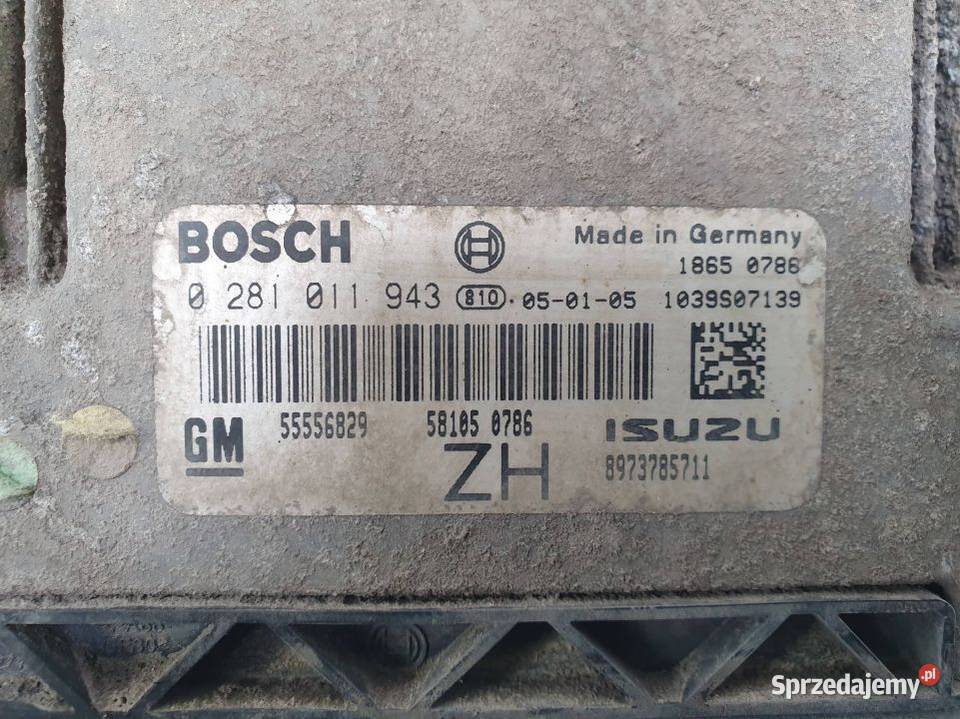 BOSCH
Made in Germany
1865 0786
0 281 011 943 810 · 05-01-05 1039S07139
GM 55556829 58105 0786 ISUZU
ZH 8973785711
Sprzedajemy.pl